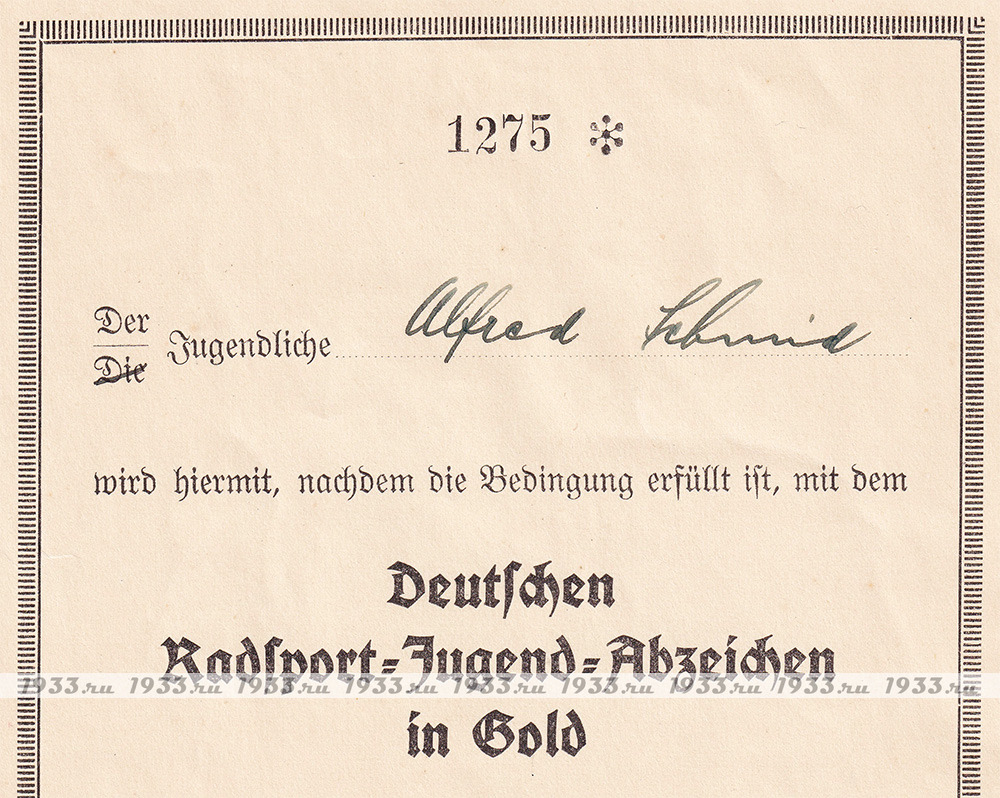 1275 *
Der
Die
Jugendliche Alfred Schmid
wird hiermit, nachdem die Bedingung erfüllt ist, mit dem
Deutschen
Radsport-Jugend-Abzeichen
1933.ru 1933.ru 1933.ru 1933.ru 1933.ru 1933.ru 1933.ru 1933.ru 1933.ru
in Gold